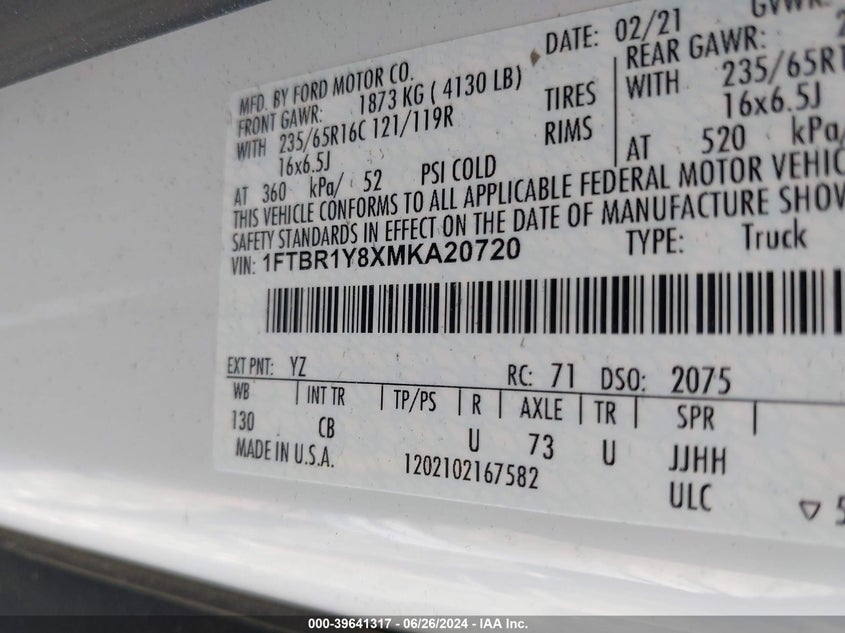 DATE: 02/21 GVWR:
MFD. BY FORD MOTOR CO. REAR GAWR:
FRONT GAWR: 1873 KG ( 4130 LB) WITH 235/65R1
WITH 235/65R16C 121/119R TIRES 16x6.5J
16x6.5J RIMS AT 520 kPa/
AT 360 kPa/ 52 PSI COLD
THIS VEHICLE CONFORMS TO ALL APPLICABLE FEDERAL MOTOR VEHIC
SAFETY STANDARDS IN EFFECT ON THE DATE OF MANUFACTURE SHOW
VIN: 1FTBR1Y8XMKA20720 TYPE: Truck
EXT PNT: YZ RC: 71 DSO: 2075
WB INT TR TP/PS R AXLE TR SPR
130 CB U 73 U JJHH
MADE IN U.S.A. 1202102167582 ULC
000-39641317 - 06/26/2024 - IAA Inc.